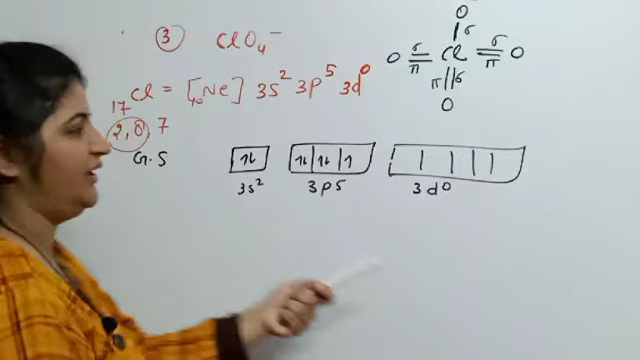 ③ ClO₄⁻
O
| σ
O σ= π Cl σ= π O
π || σ
O
₁₇Cl = [₁₀Ne] 3s² 3p⁵ 3d⁰
2, 8, 7
G.S
↑↓ ↑↓ ↑↓ ↑
3s² 3p5 3d⁰